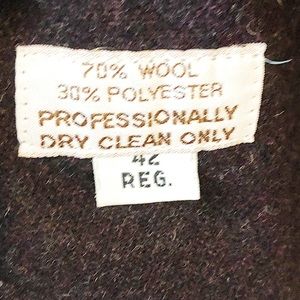 70% WOOL
30% POLYESTER
PROFESSIONALLY
DRY CLEAN ONLY
42
REG.